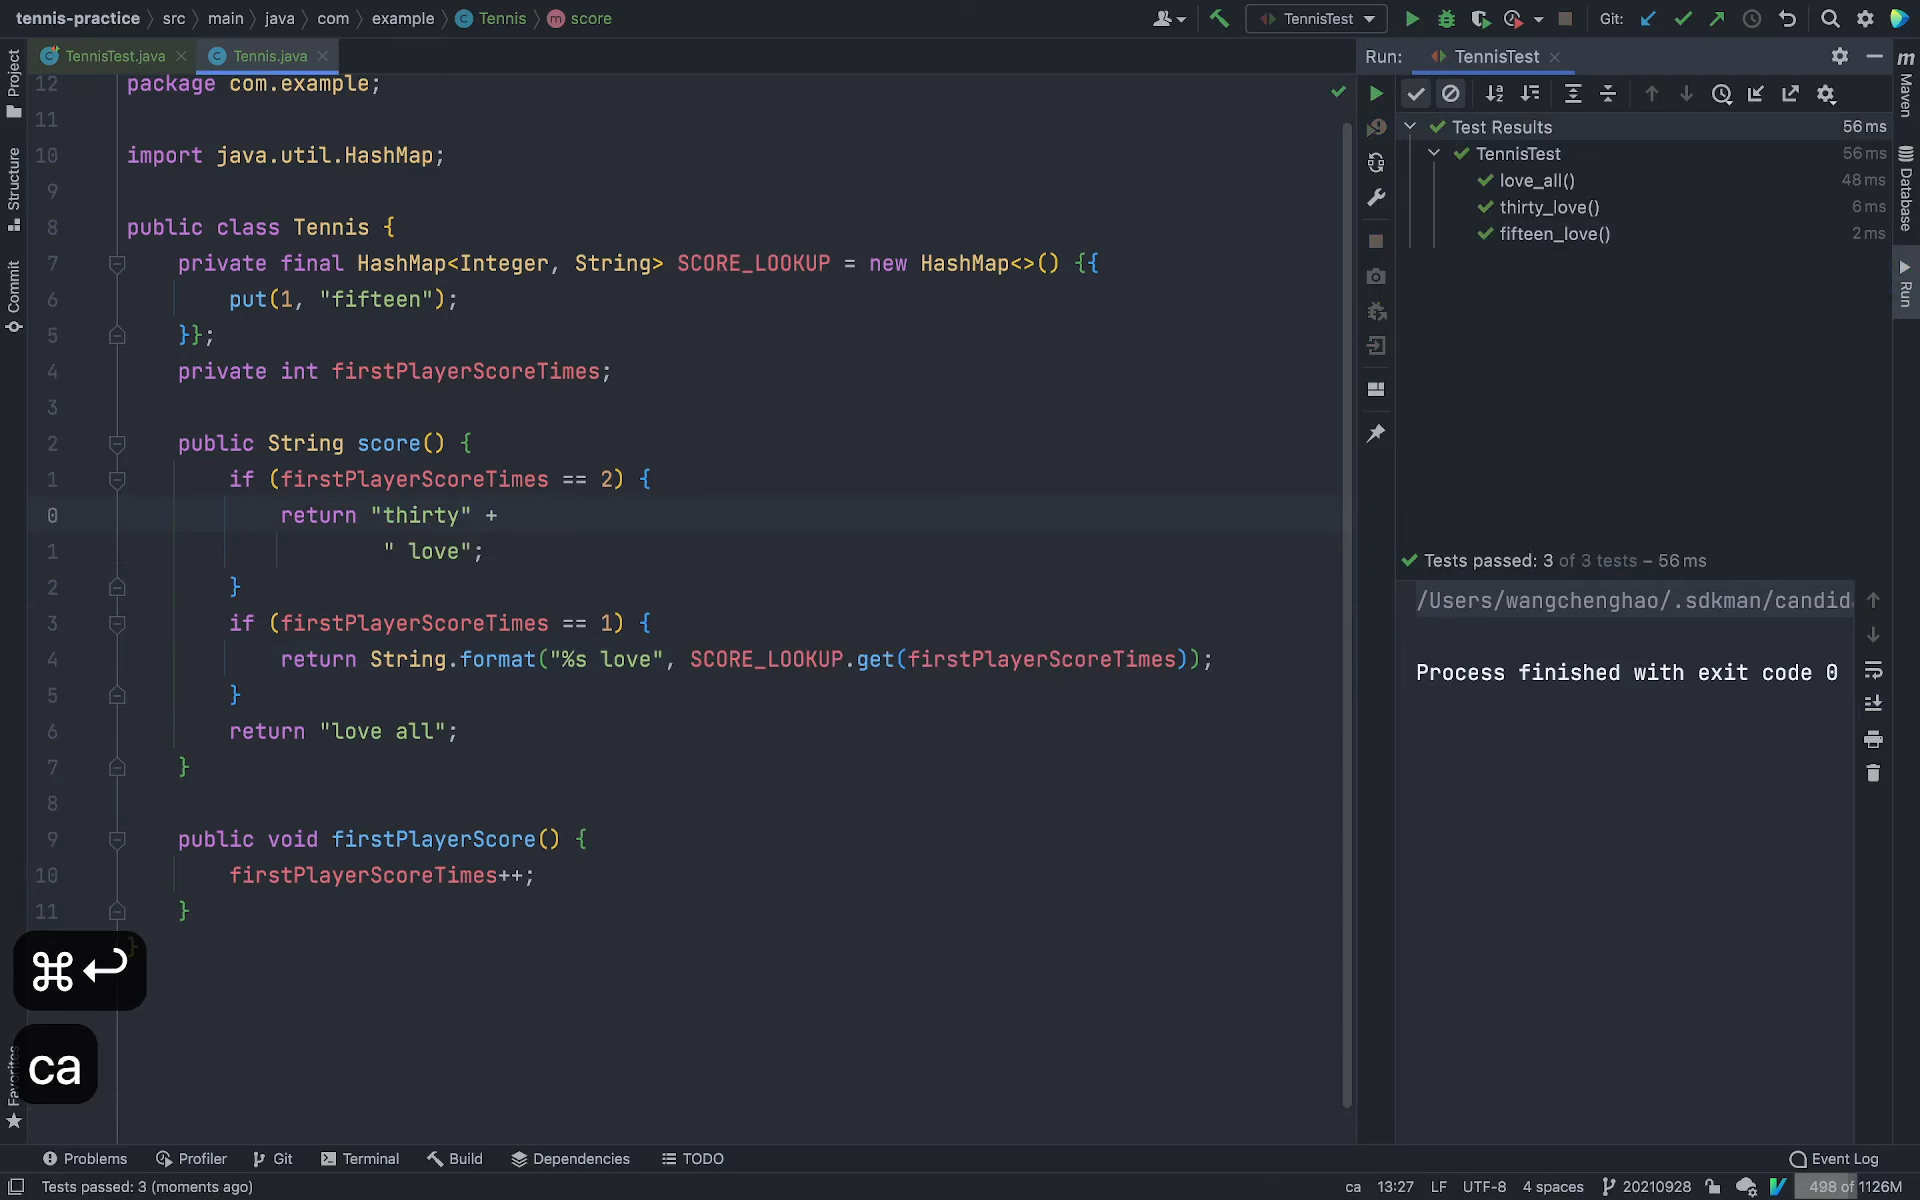 tennis-practice src main java com example Tennis score
TennisTest
Git:
TennisTest.java
Tennis.java
Run: TennisTest
Project
Structure
Commit
Favorites
12 package com.example;
11
10 import java.util.HashMap;
9
8 public class Tennis {
7 private final HashMap<Integer, String> SCORE_LOOKUP = new HashMap<>() {{
6 put(1, "fifteen");
5 }};
4 private int firstPlayerScoreTimes;
3
2 public String score() {
1 if (firstPlayerScoreTimes == 2) {
0 return "thirty" +
1 " love";
2 }
3 if (firstPlayerScoreTimes == 1) {
4 return String.format("%s love", SCORE_LOOKUP.get(firstPlayerScoreTimes));
5 }
6 return "love all";
7 }
8
9 public void firstPlayerScore() {
10 firstPlayerScoreTimes++;
11 }
}
⌘↩
ca
Test Results 56 ms
TennisTest 56 ms
love_all() 48 ms
thirty_love() 6 ms
fifteen_love() 2 ms
Tests passed: 3 of 3 tests – 56 ms
/Users/wangchenghao/.sdkman/candid
Process finished with exit code 0
m
Maven
Database
Run
Problems Profiler Git Terminal Build Dependencies TODO Event Log
Tests passed: 3 (moments ago) ca 13:27 LF UTF-8 4 spaces 20210928 498 of 1126M